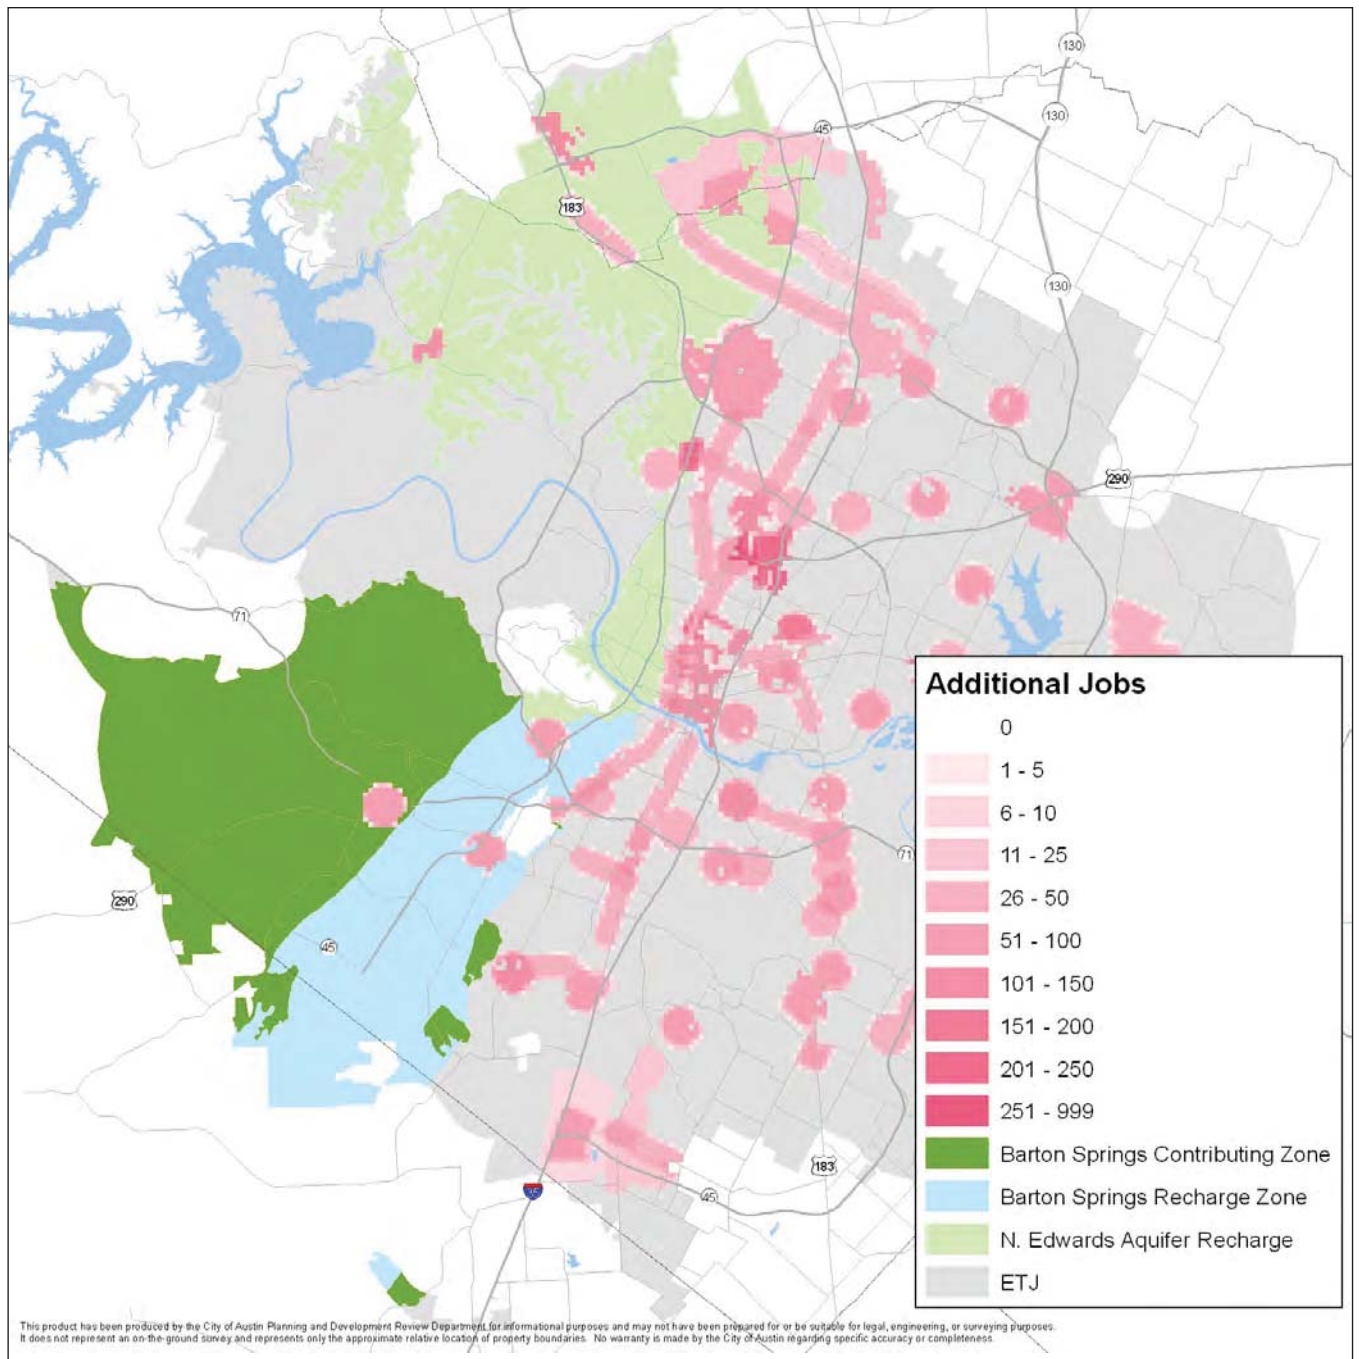 130
130
45
183
130
290
71
Additional Jobs
0
1 - 5
6 - 10
11 - 25
26 - 50
71
51 - 100
290
45
101 - 150
151 - 200
201 - 250
251 - 999
Barton Springs Contributing Zone
183
Barton Springs Recharge Zone
45
N. Edwards Aquifer Recharge
ETJ
This product has been produced by the City of Austin Planning and Development Review Department for informational purposes and may not have been prepared for or be suitable for legal, engineering, or surveying purposes.
It does not represent an on-the-ground survey and represents only the approximate relative location of property boundaries. No warranty is made by the City of Austin regarding specific accuracy or completeness.